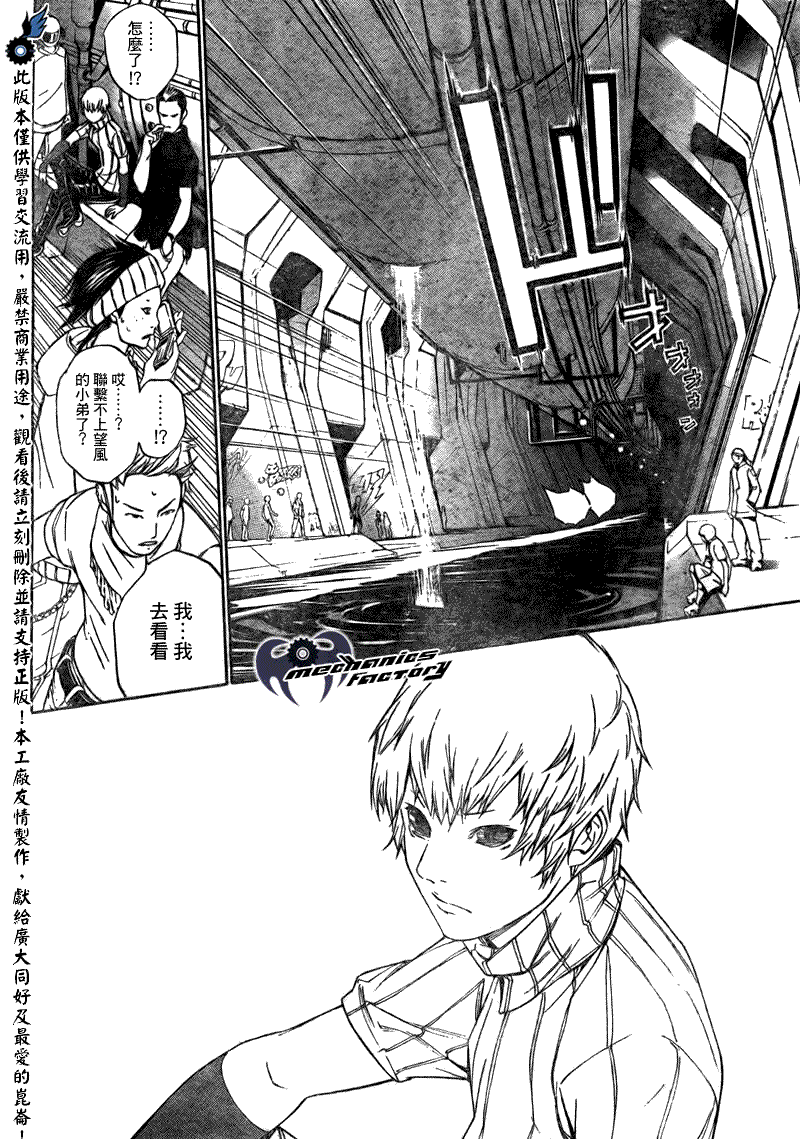 ゴオオオオ
……
怎麼了!?
……!?
哎……?
聯繫不上望風
的小弟了?
我…我
去看看
mechanics
factory
此版本僅供學習交流用，嚴禁商業用途，觀看後請立刻刪除並請支持正版！本工廠友情製作，獻給廣大同好及最愛的崑崙！